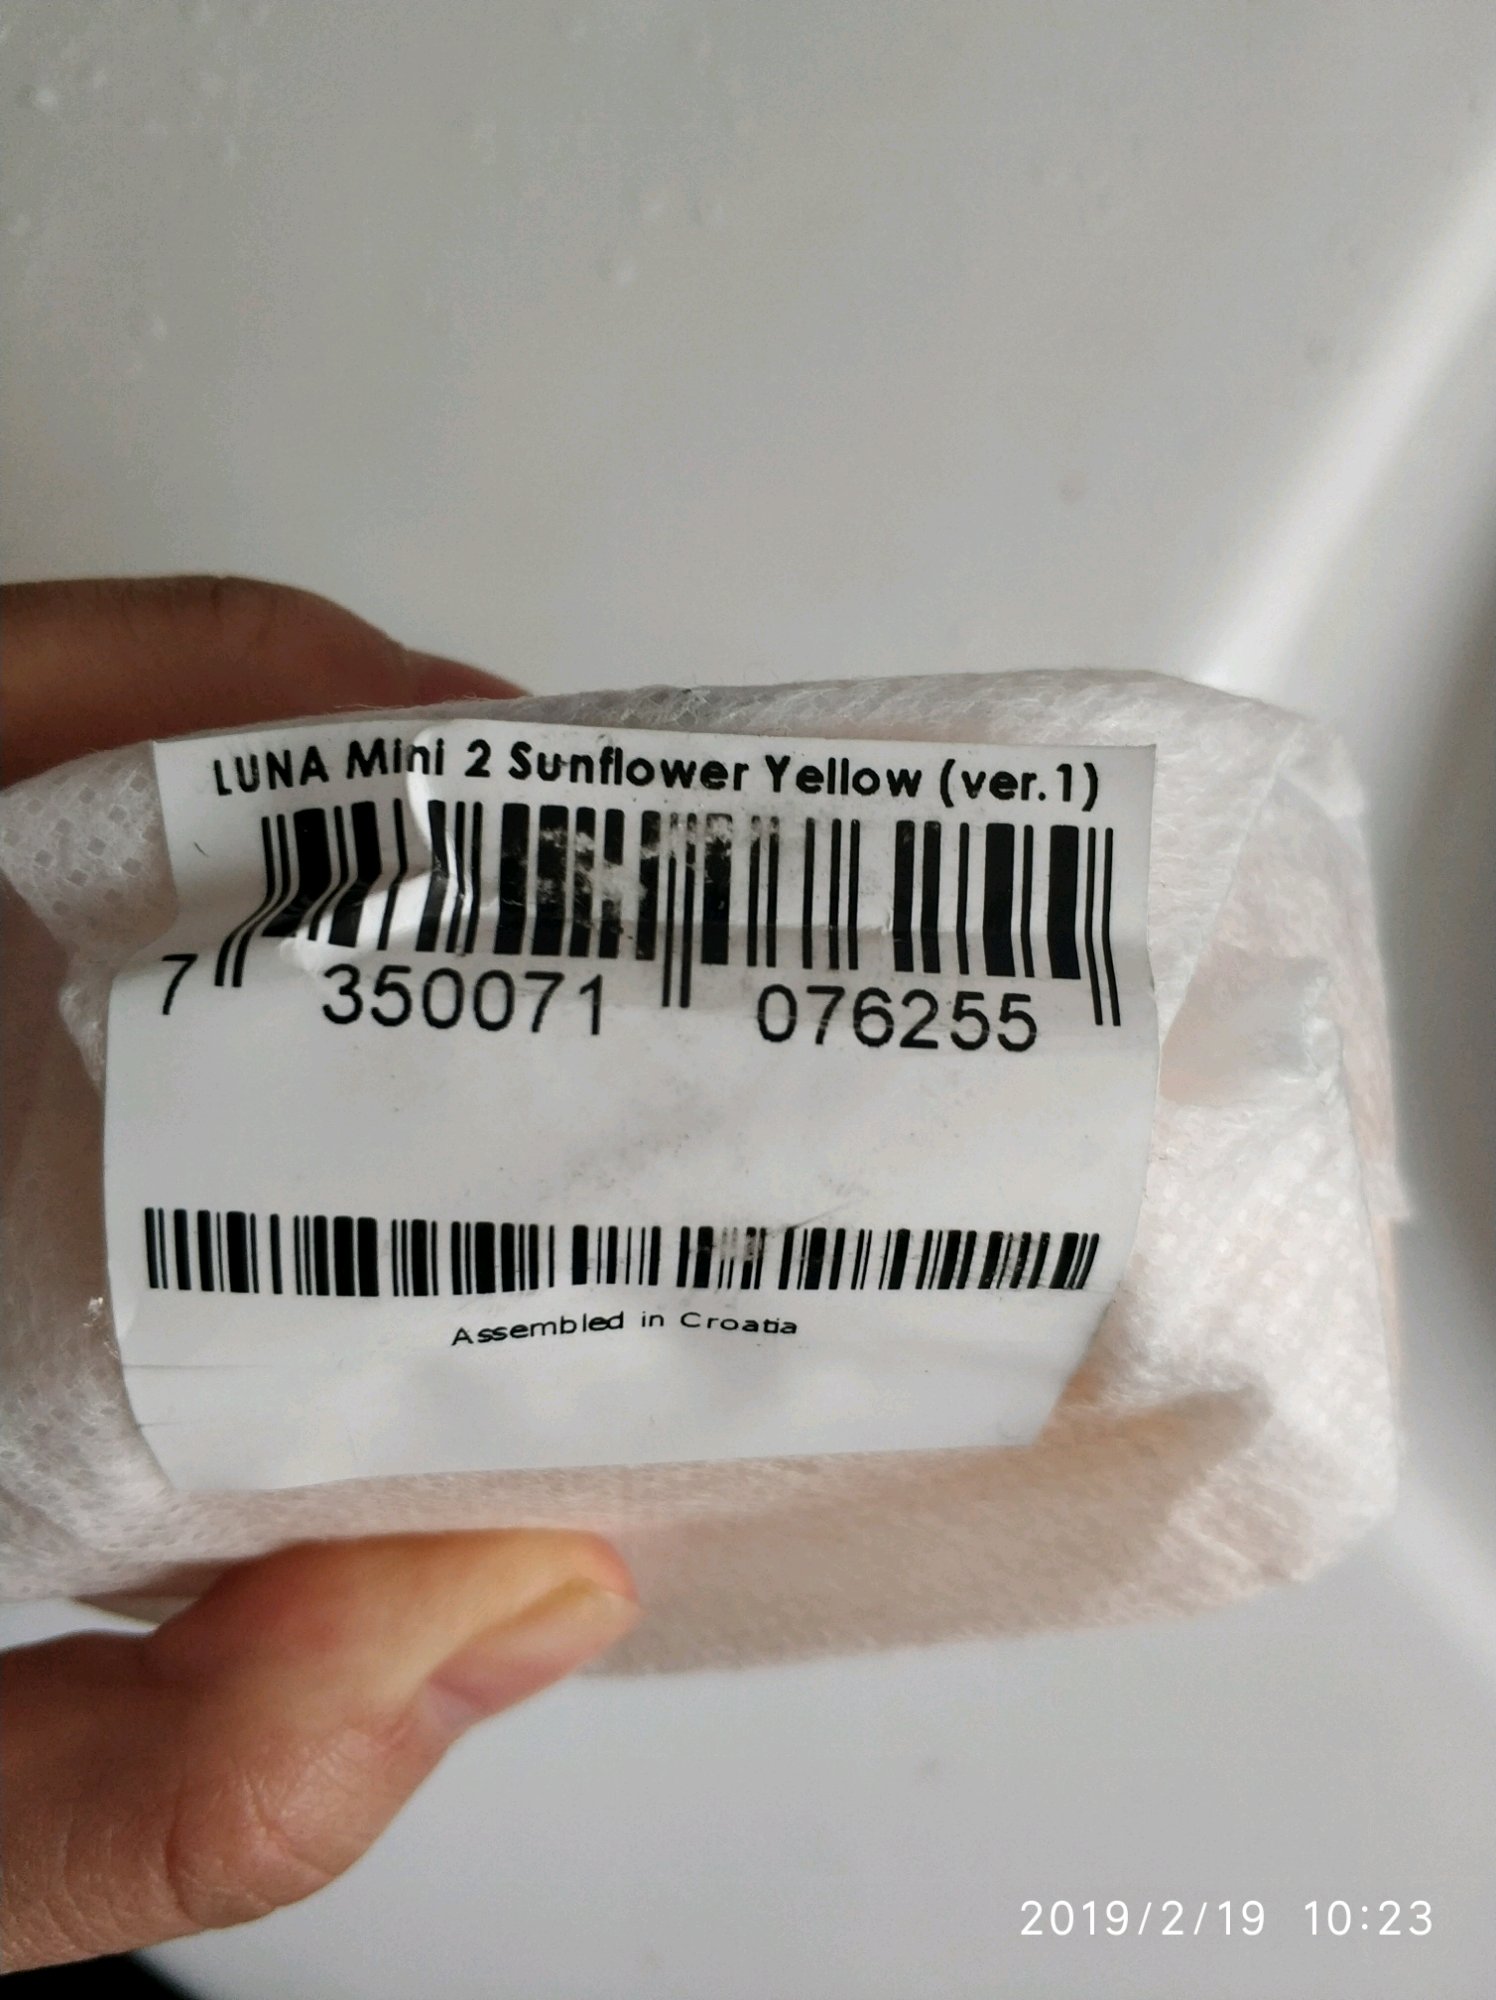 LUNA Mini 2 Sunflower Yellow (ver.1)
7 350071 076255
Assembled in Croatia
2019/2/19 10:23